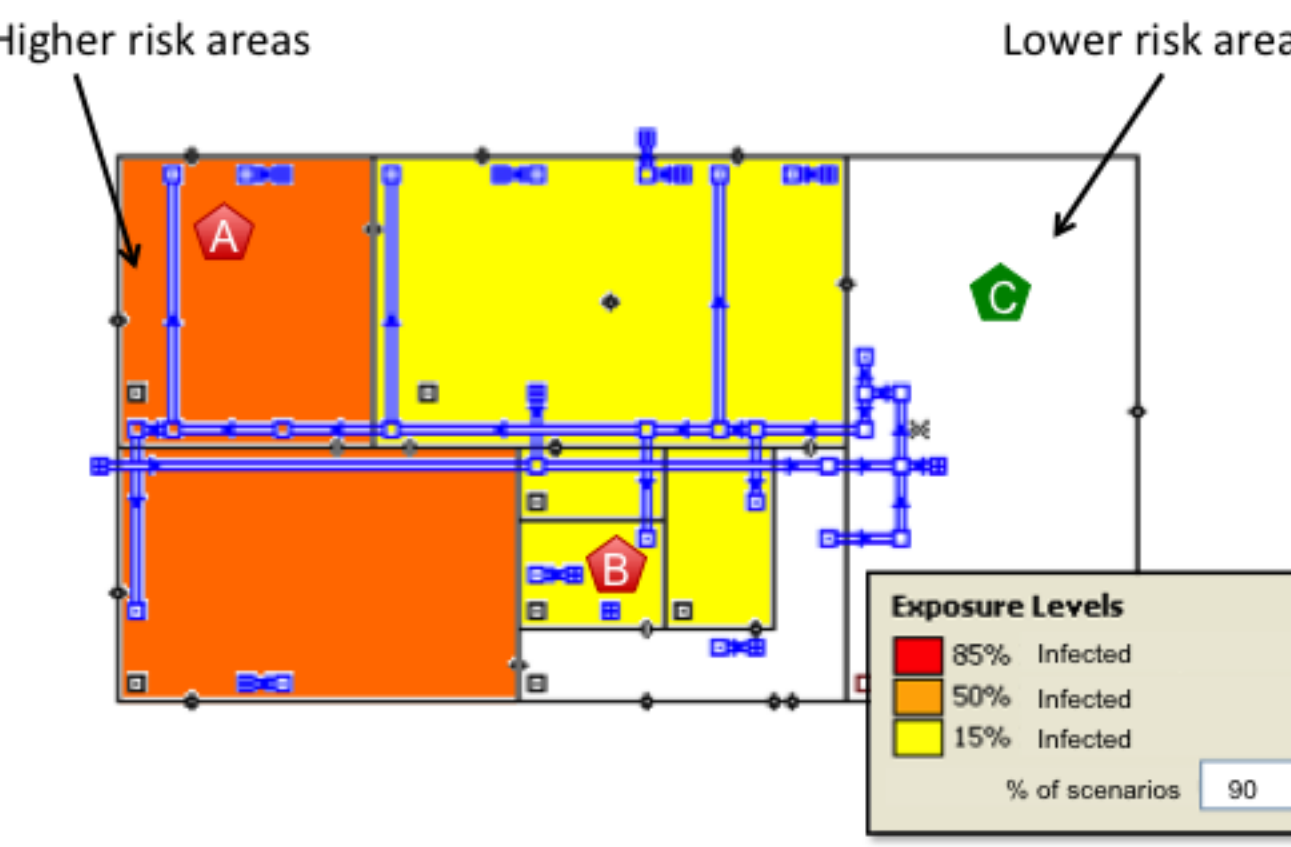 Higher risk areas
Lower risk area
A
C
B
Exposure Levels
85% Infected
50% Infected
15% Infected
% of scenarios 90